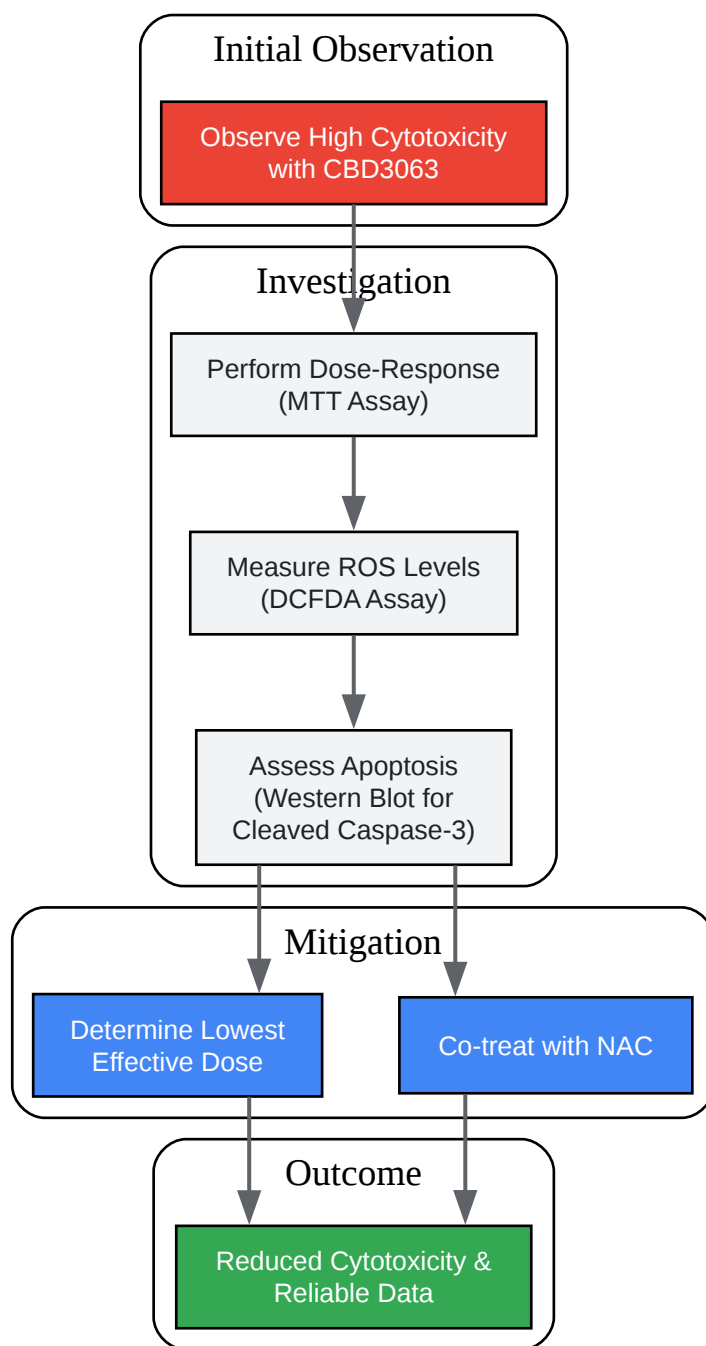 Initial Observation
Observe High Cytotoxicity
with CBD3063
Investigation
Perform Dose-Response
(MTT Assay)
Measure ROS Levels
(DCFDA Assay)
Assess Apoptosis
(Western Blot for
Cleaved Caspase-3)
Mitigation
Determine Lowest
Effective Dose
Co-treat with NAC
Outcome
Reduced Cytotoxicity &
Reliable Data